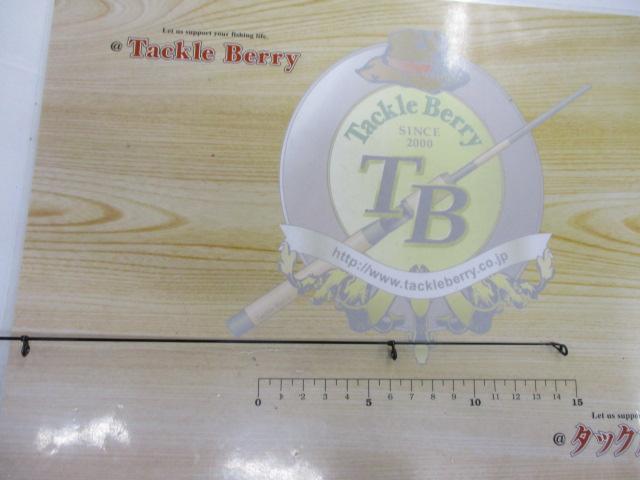 Let us support your fishing life.
@ Tackle Berry
Tackle Berry
SINCE
2000
TB
http://www.tackleberry.co.jp
0 1 2 3 4 5 6 7 8 9 10 11 12 13 14 15
Let us suppo
@ タック